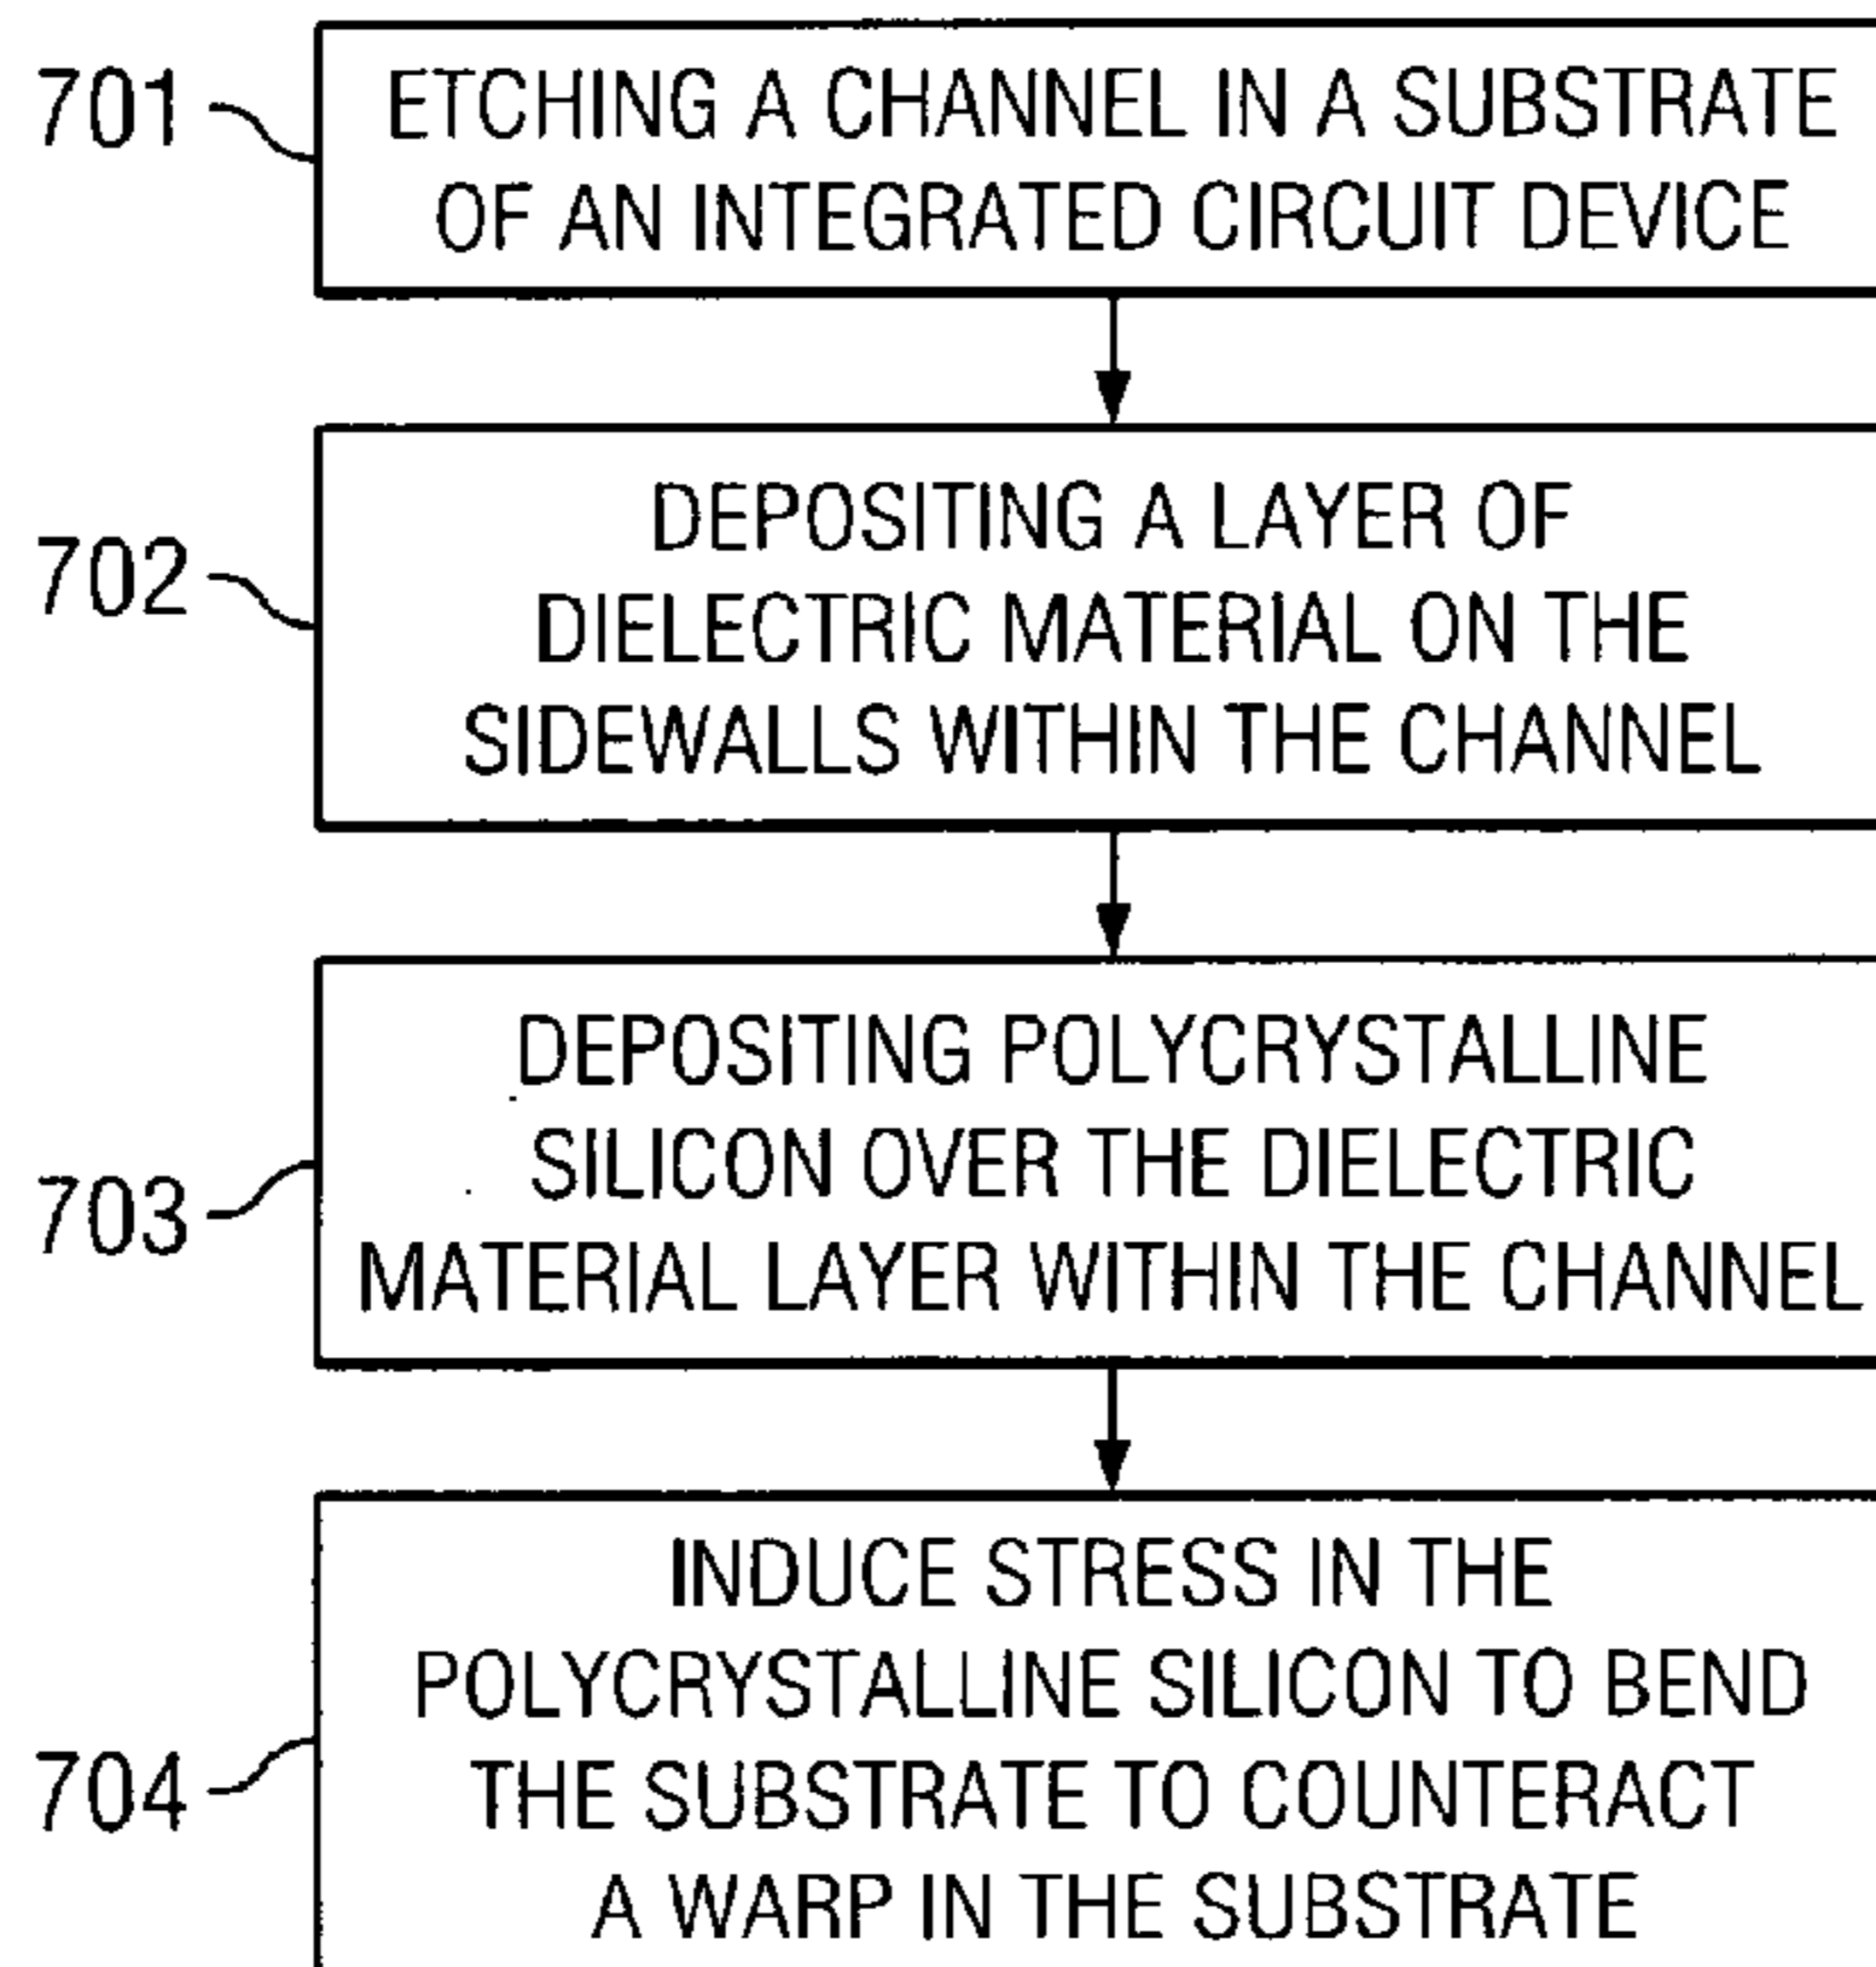 701
ETCHING A CHANNEL IN A SUBSTRATE
OF AN INTEGRATED CIRCUIT DEVICE
702
DEPOSITING A LAYER OF
DIELECTRIC MATERIAL ON THE
SIDEWALLS WITHIN THE CHANNEL
703
DEPOSITING POLYCRYSTALLINE
SILICON OVER THE DIELECTRIC
MATERIAL LAYER WITHIN THE CHANNEL
704
INDUCE STRESS IN THE
POLYCRYSTALLINE SILICON TO BEND
THE SUBSTRATE TO COUNTERACT
A WARP IN THE SUBSTRATE